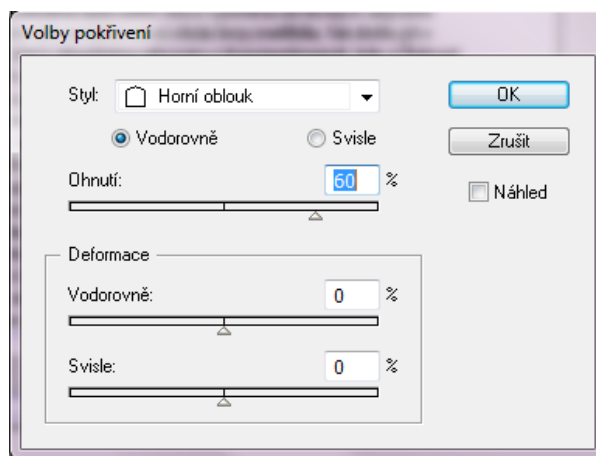 Volby pokřivení
Styl: Horní oblouk
OK
Vodorovně Svisle
Zrušit
Ohnutí: 60 %
Náhled
Deformace
Vodorovně: 0 %
Svisle: 0 %